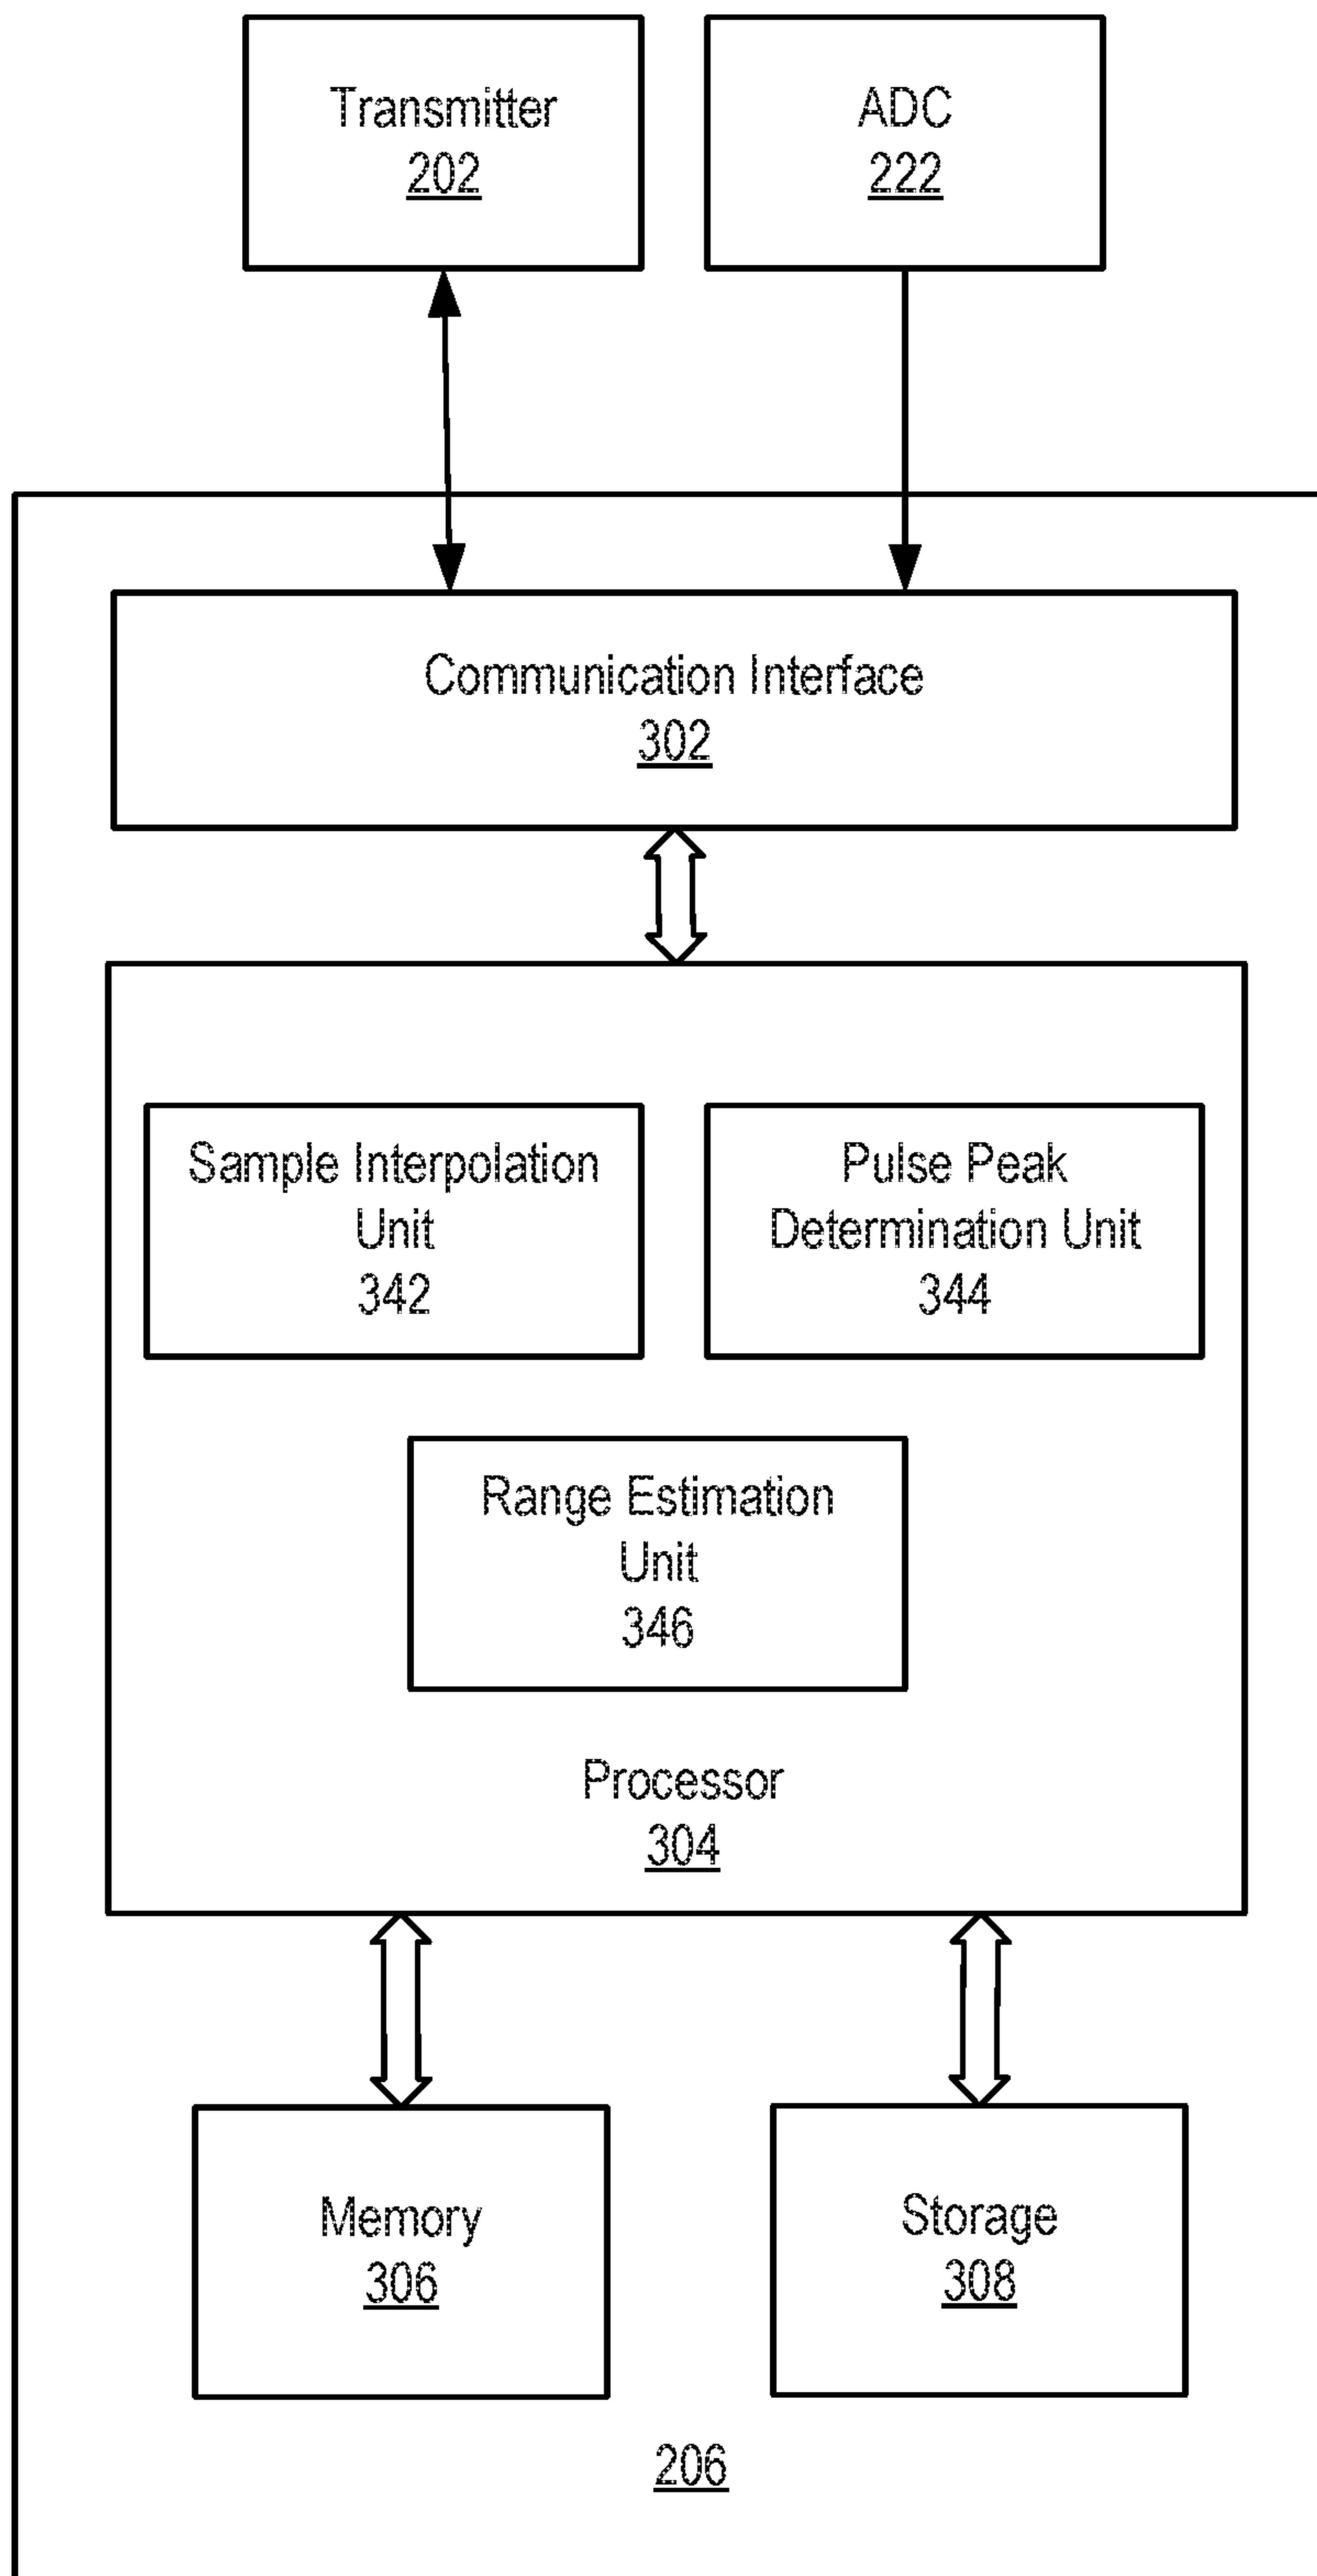 Transmitter
202
ADC
222
Communication Interface
302
Sample Interpolation
Unit
342
Pulse Peak
Determination Unit
344
Range Estimation
Unit
346
Processor
304
Memory
306
Storage
308
206